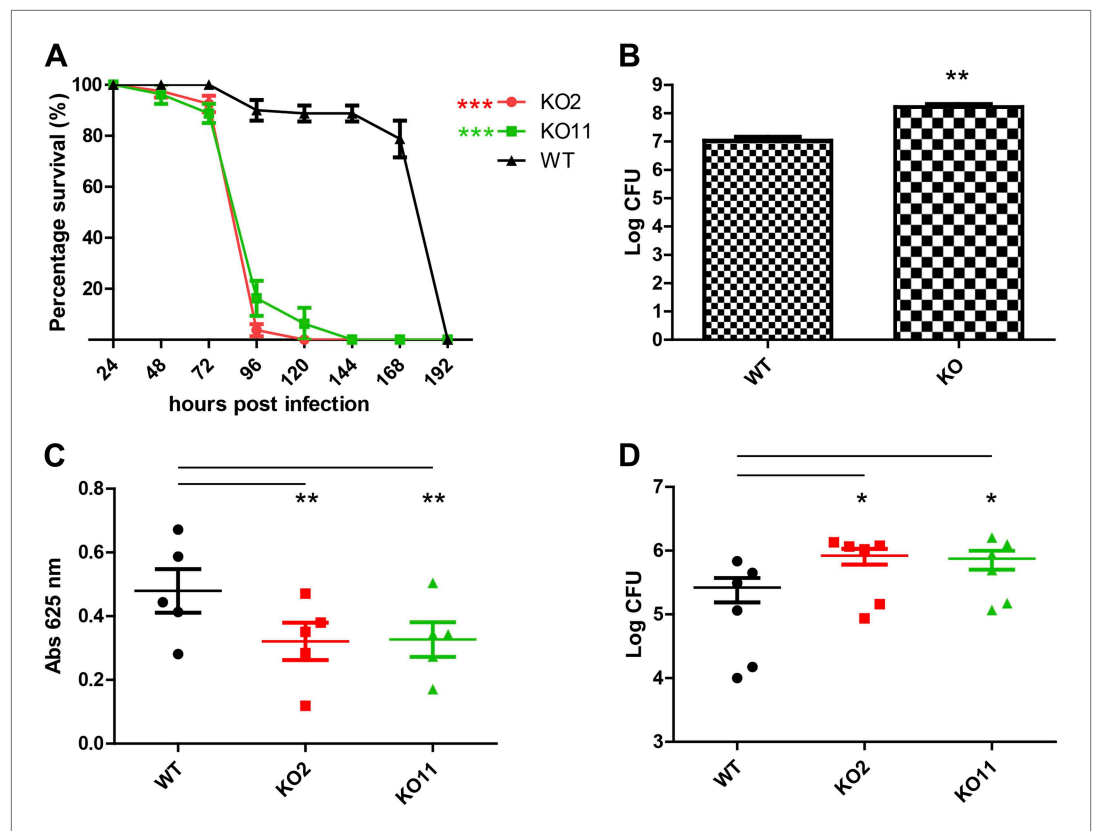 A
Percentage survival (%)
100
80
60
40
20
24 48 72 96 120 144 168 192
hours post infection
*** KO2
*** KO11
WT
B
Log CFU
9
8
7
6
5
4
3
2
1
0
**
WT KO
C
Abs 625 nm
0.8
0.6
0.4
0.2
0.0
** **
WT KO2 KO11
D
Log CFU
7
6
5
4
3
* *
WT KO2 KO11